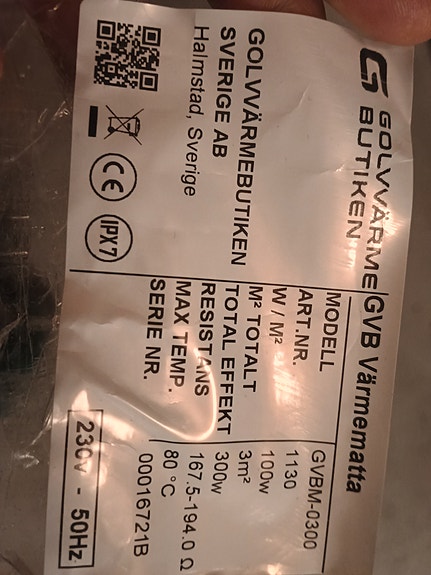 GOLVVÄRME
BUTIKEN
GVB Värmematta
GOLVVÄRMEBUTIKEN
SVERIGE AB
Halmstad, Sverige
CE
IPX7
MODELL GVBM-0300
ART.NR. 1130
W / M² 100w
M² TOTALT 3m²
TOTAL EFFEKT 300w
RESISTANS 167.5-194.0 Ω
MAX TEMP. 80 °C
SERIE NR. 00016721B
230v - 50Hz